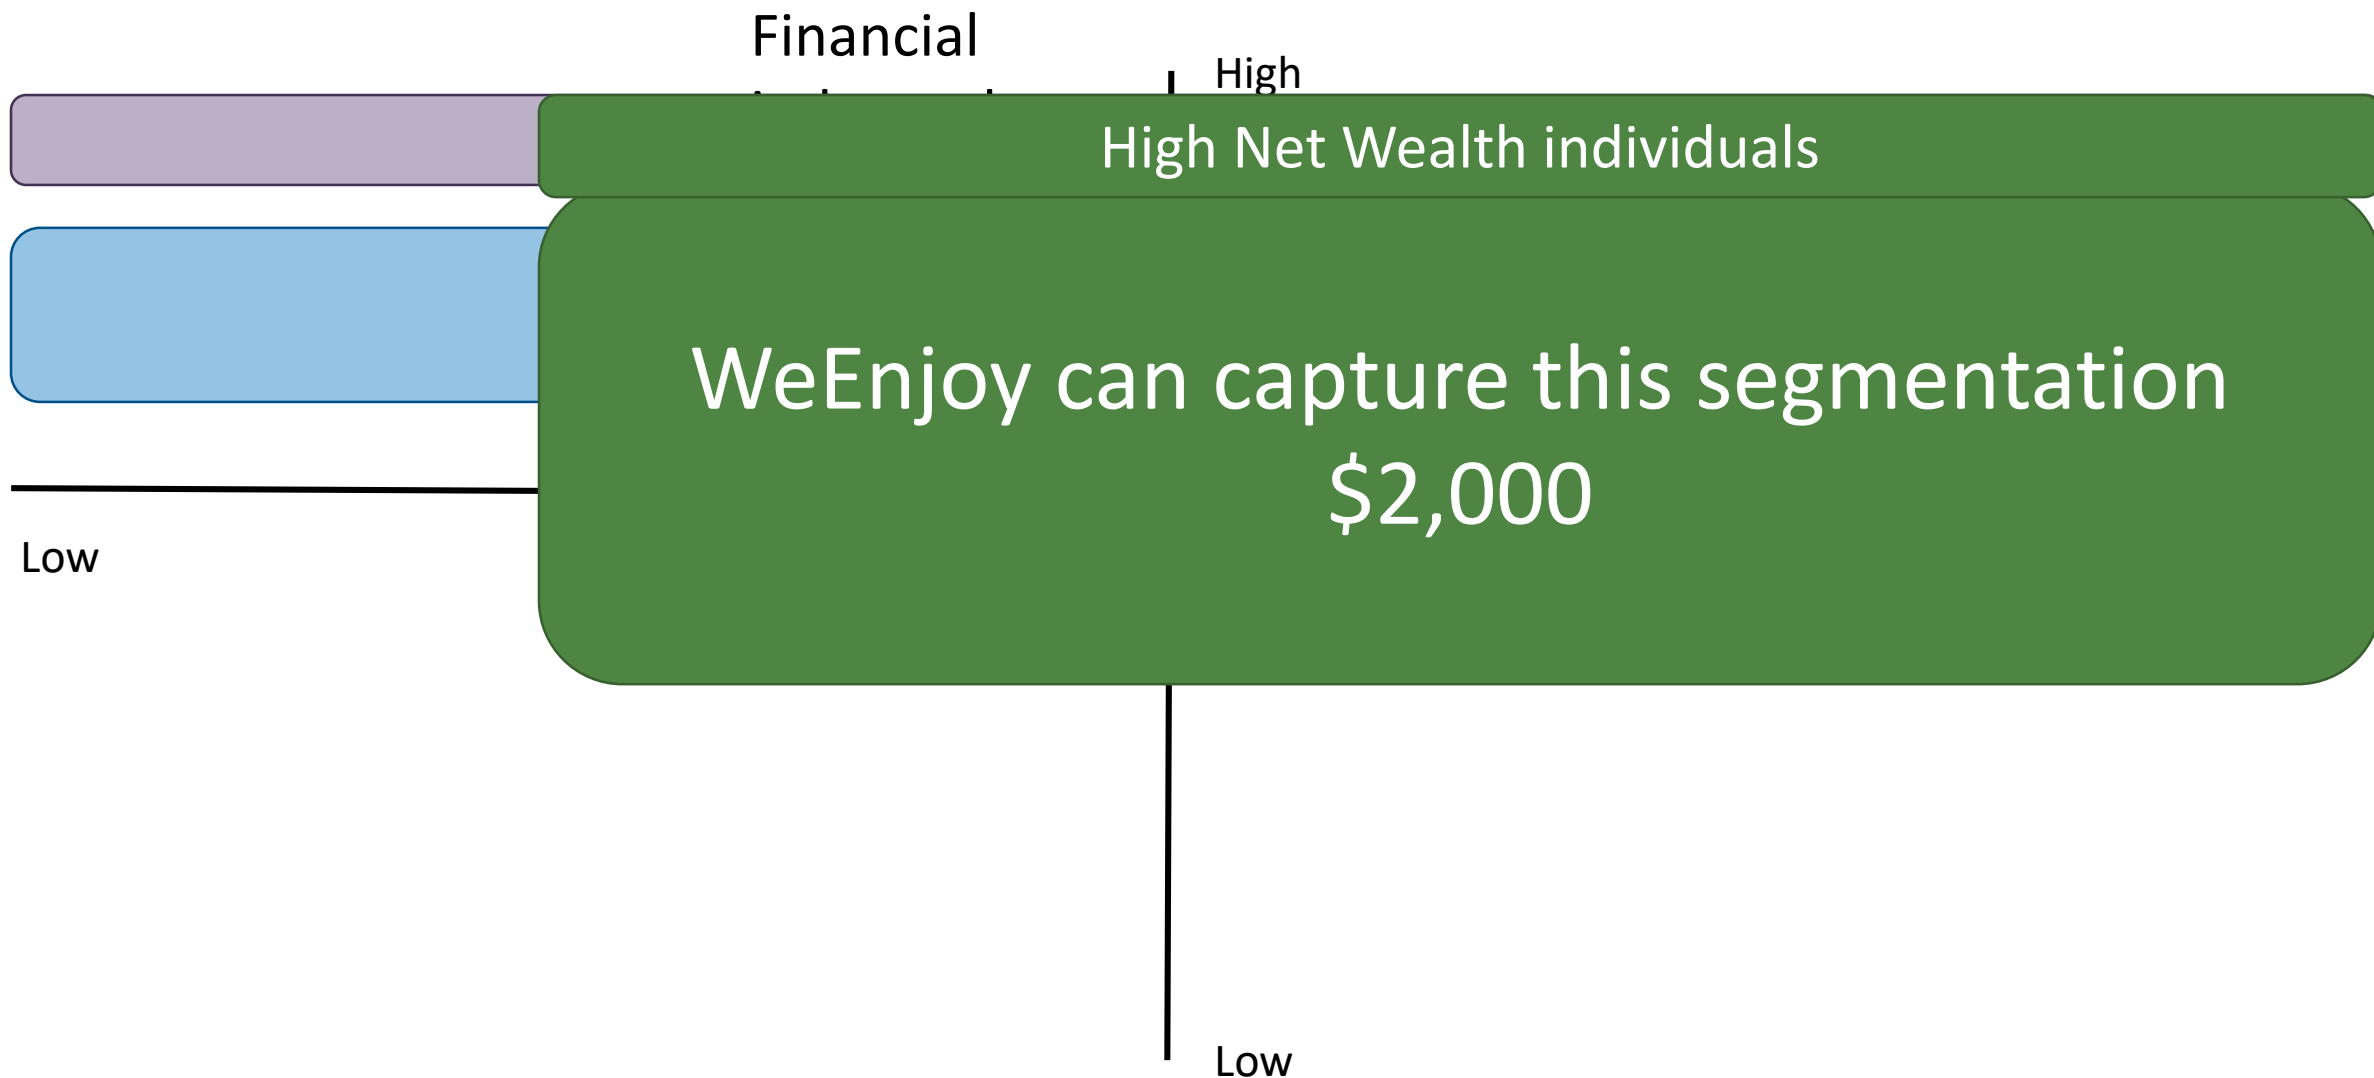 Financial
High
High Net Wealth individuals
WeEnjoy can capture this segmentation
$2,000
Low
Low